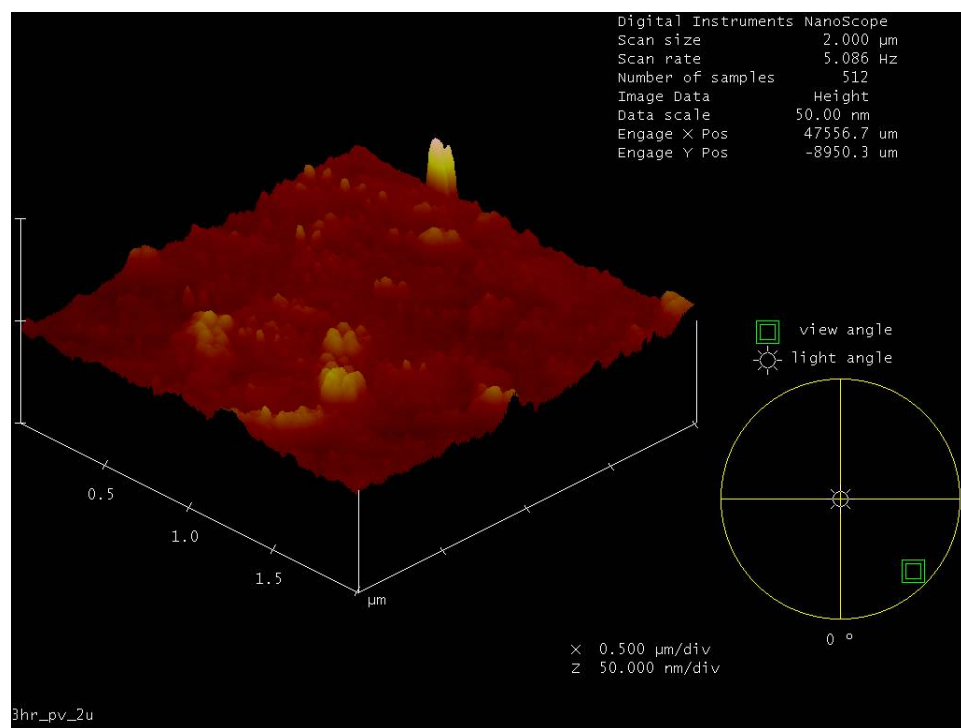 Digital Instruments NanoScope
Scan size 2.000 µm
Scan rate 5.086 Hz
Number of samples 512
Image Data Height
Data scale 50.00 nm
Engage X Pos 47556.7 um
Engage Y Pos -8950.3 um
view angle
light angle
0.5
1.0
1.5
µm
0 º
X 0.500 µm/div
Z 50.000 nm/div
3hr_pv_2u